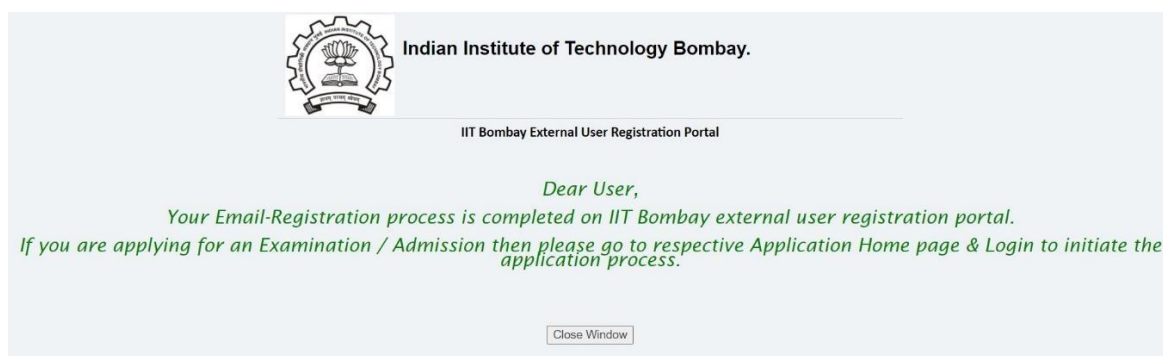 Indian Institute of Technology Bombay.
IIT Bombay External User Registration Portal
Dear User,
Your Email-Registration process is completed on IIT Bombay external user registration portal.
If you are applying for an Examination / Admission then please go to respective Application Home page & Login to initiate the
application process.
Close Window